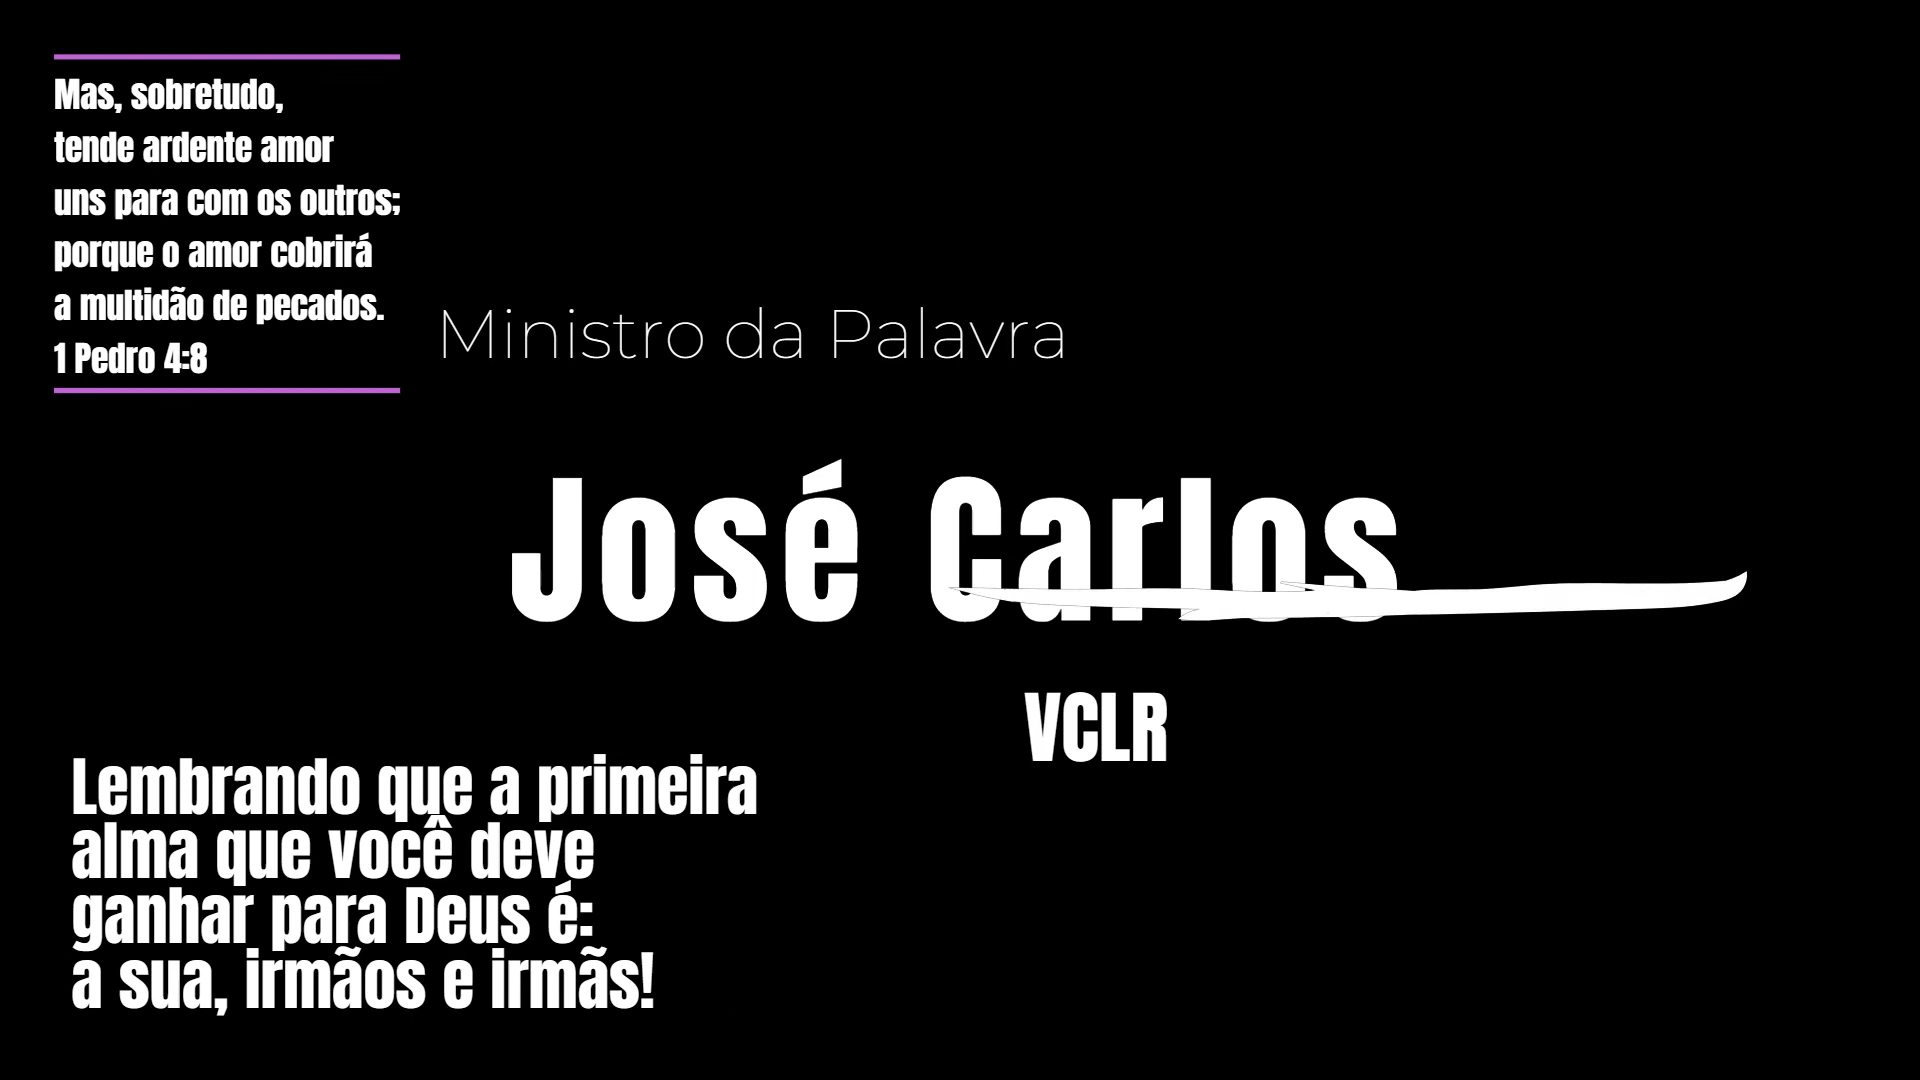 Mas, sobretudo,
tende ardente amor
uns para com os outros;
porque o amor cobrirá
a multidão de pecados.
1 Pedro 4:8
Ministro da Palavra
José Carlos
VCLR
Lembrando que a primeira
alma que você deve
ganhar para Deus é:
a sua, irmãos e irmãs!